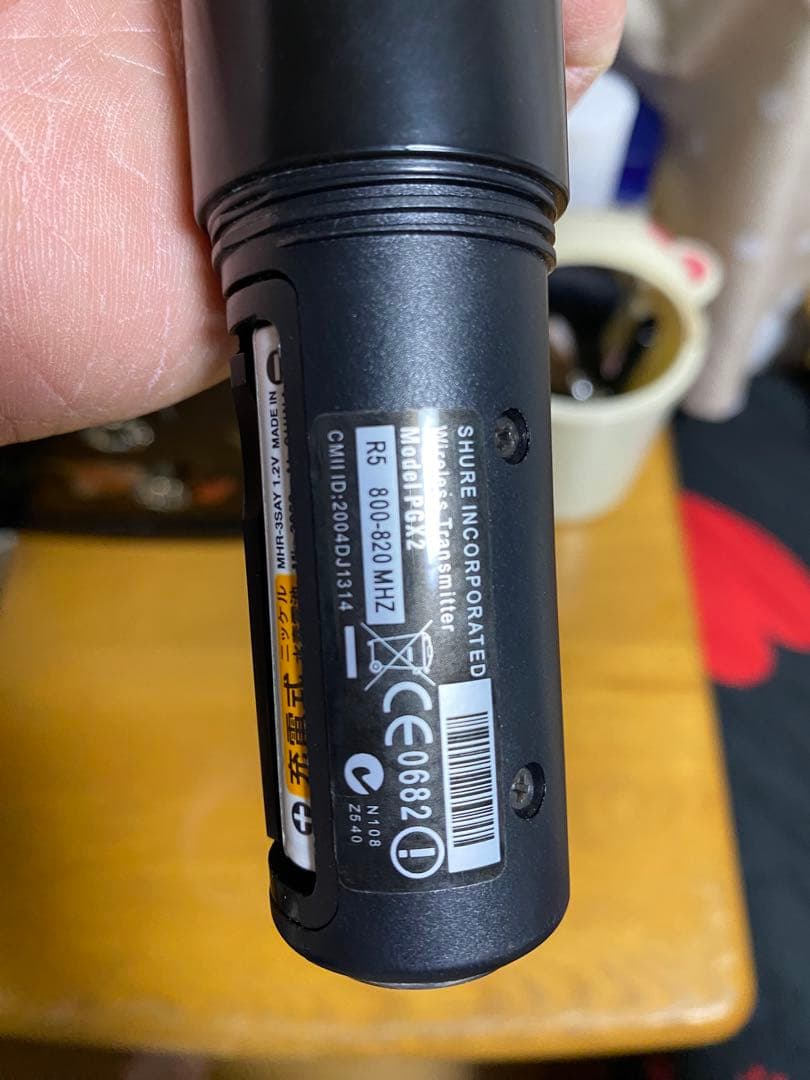 SHURE INCORPORATED
Wireless Transmitter
Model PGX2
R5 800-820 MHZ
CMII ID:2004DJ1314
CE0682
N108
Z540
MHR-3SAY 1.2V MADE IN
充電式 ニッケル